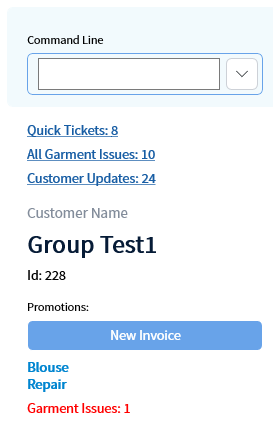 Command Line
Quick Tickets: 8
All Garment Issues: 10
Customer Updates: 24
Customer Name
Group Test1
Id: 228
Promotions:
New Invoice
Blouse
Repair
Garment Issues: 1